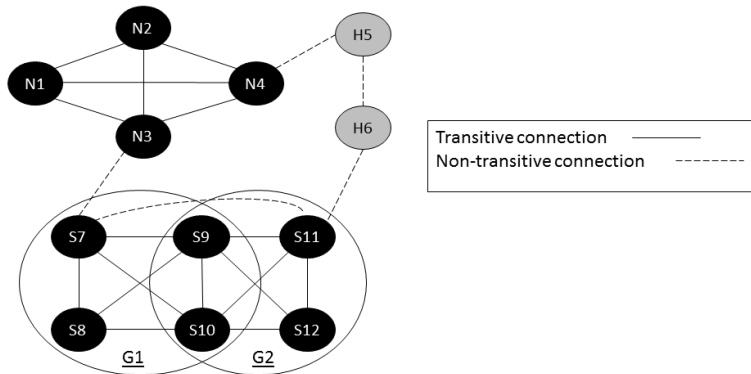 N2
H5
N1
N4
H6
N3
Transitive connection
Non-transitive connection
S7
S9
S11
S8
S10
S12
G1
G2